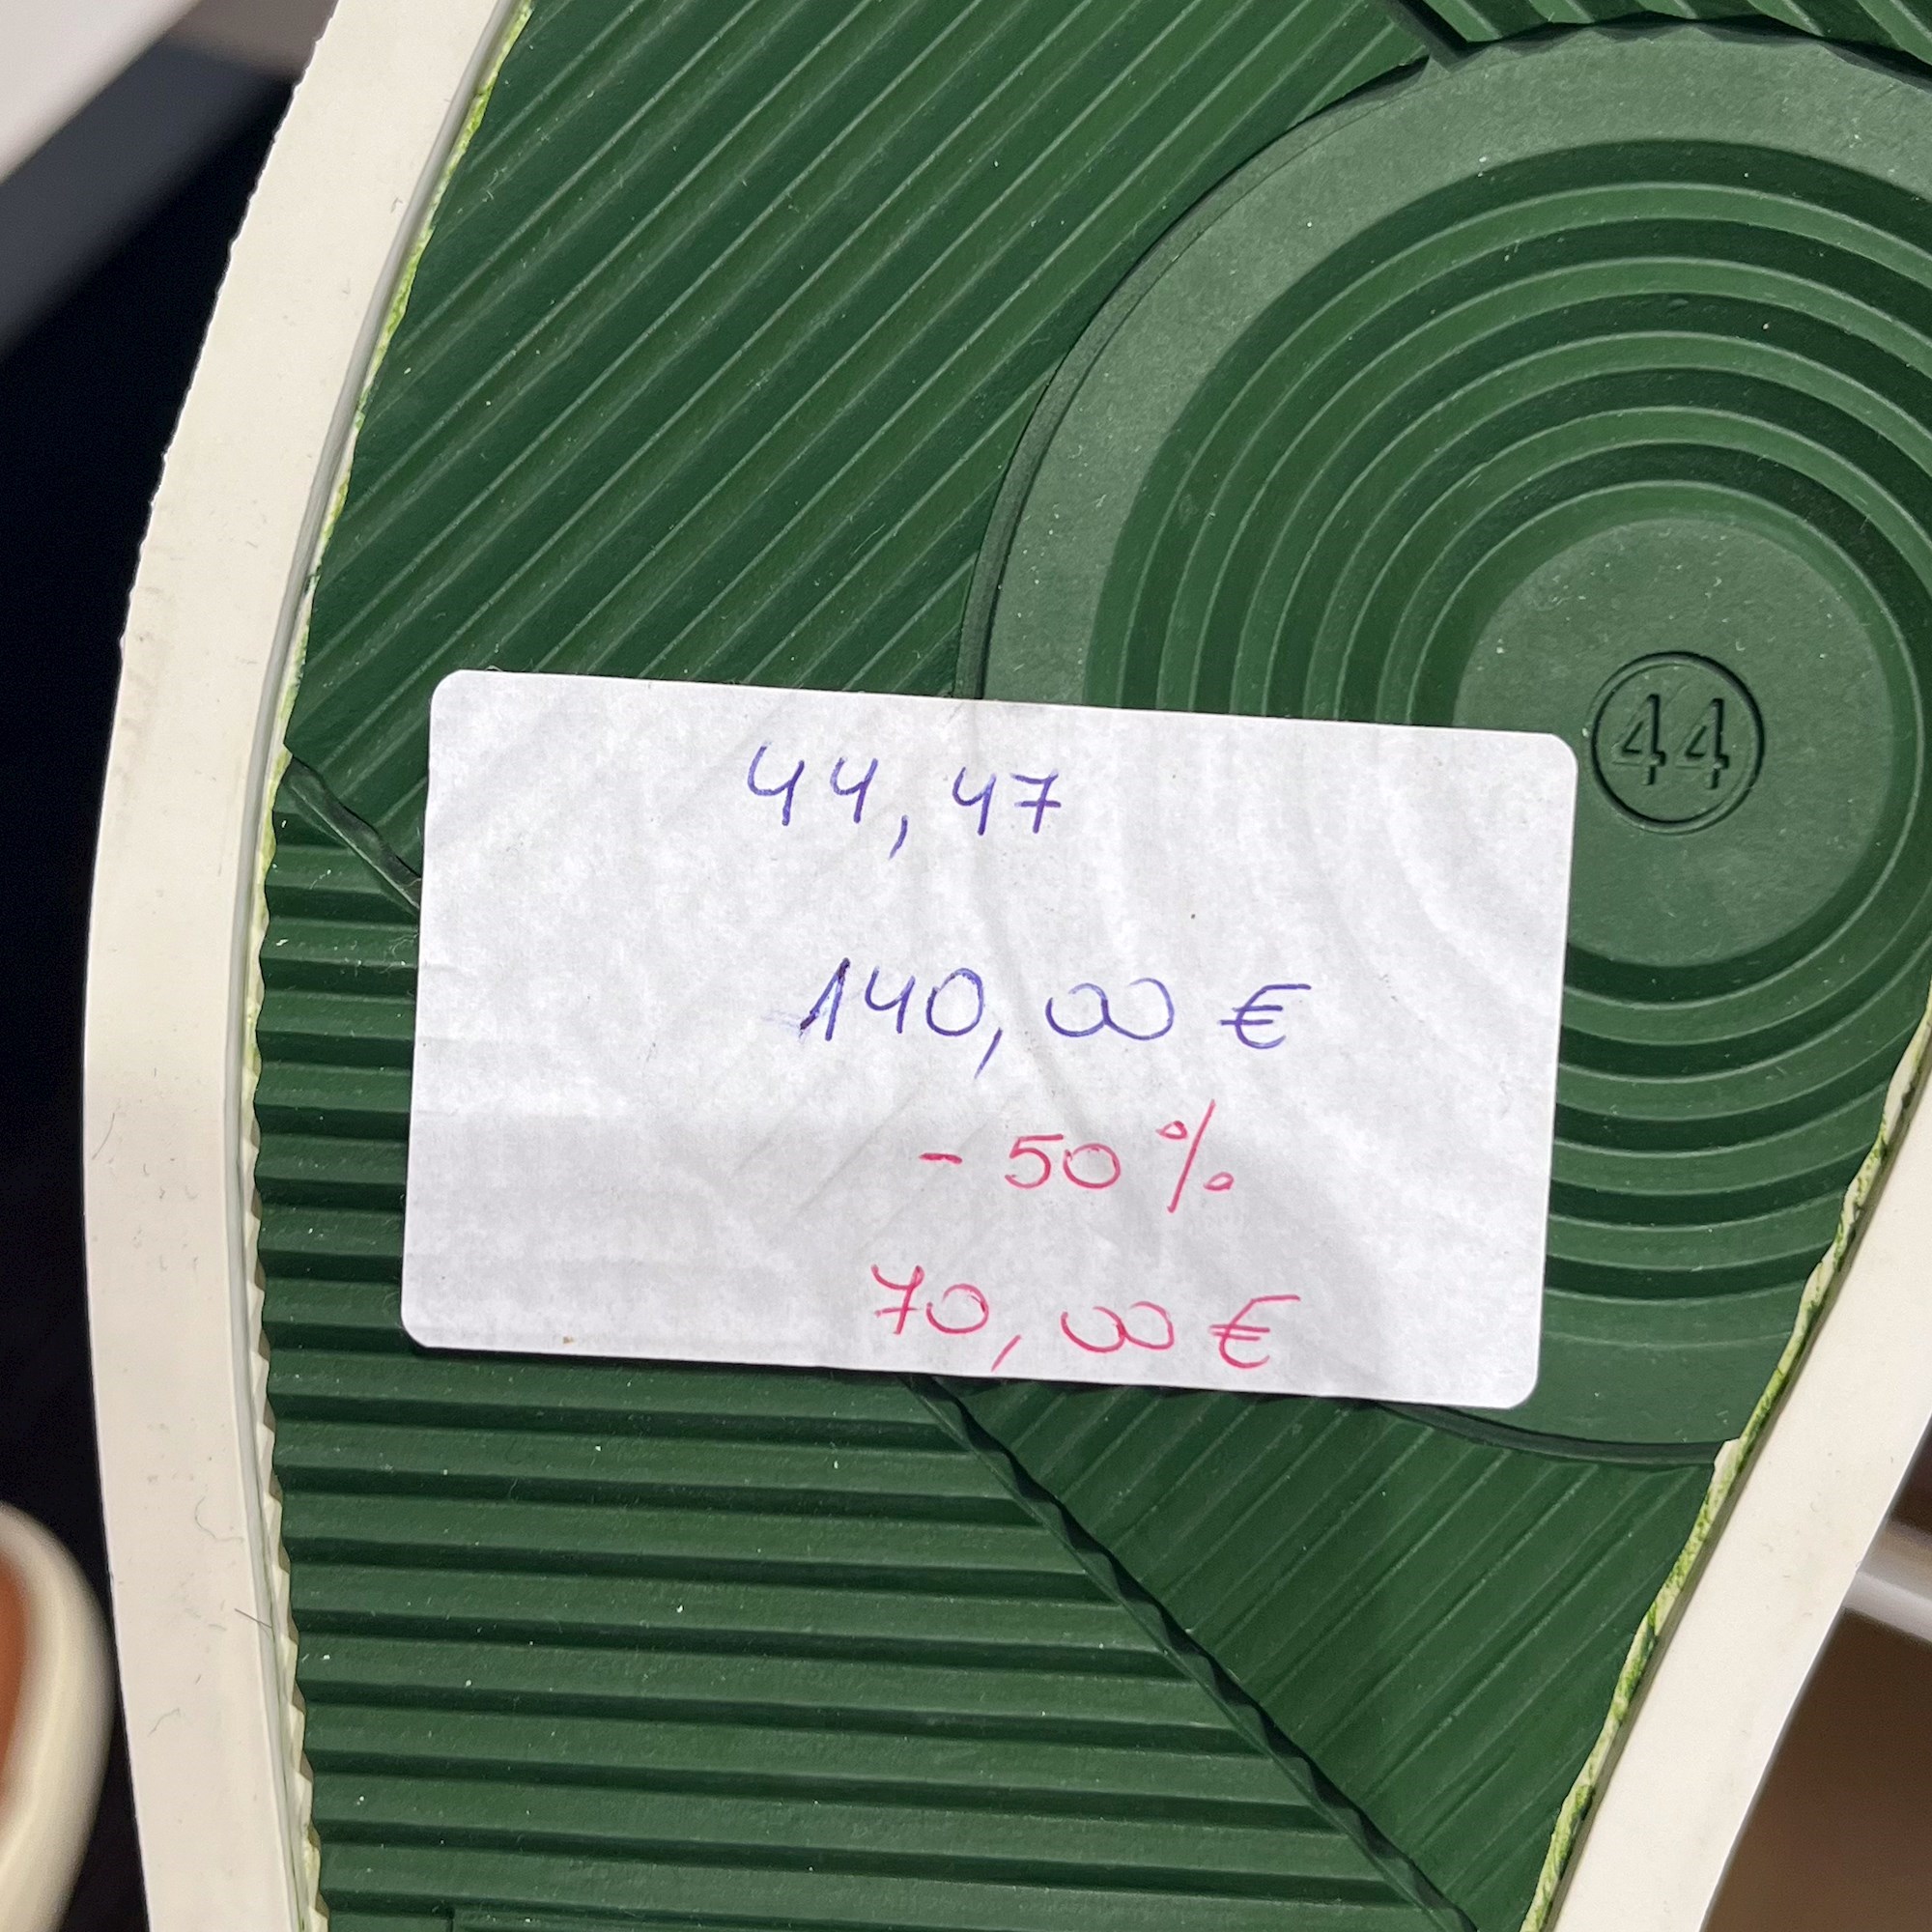 44
44, 47
140,00 €
- 50 %
70,00 €